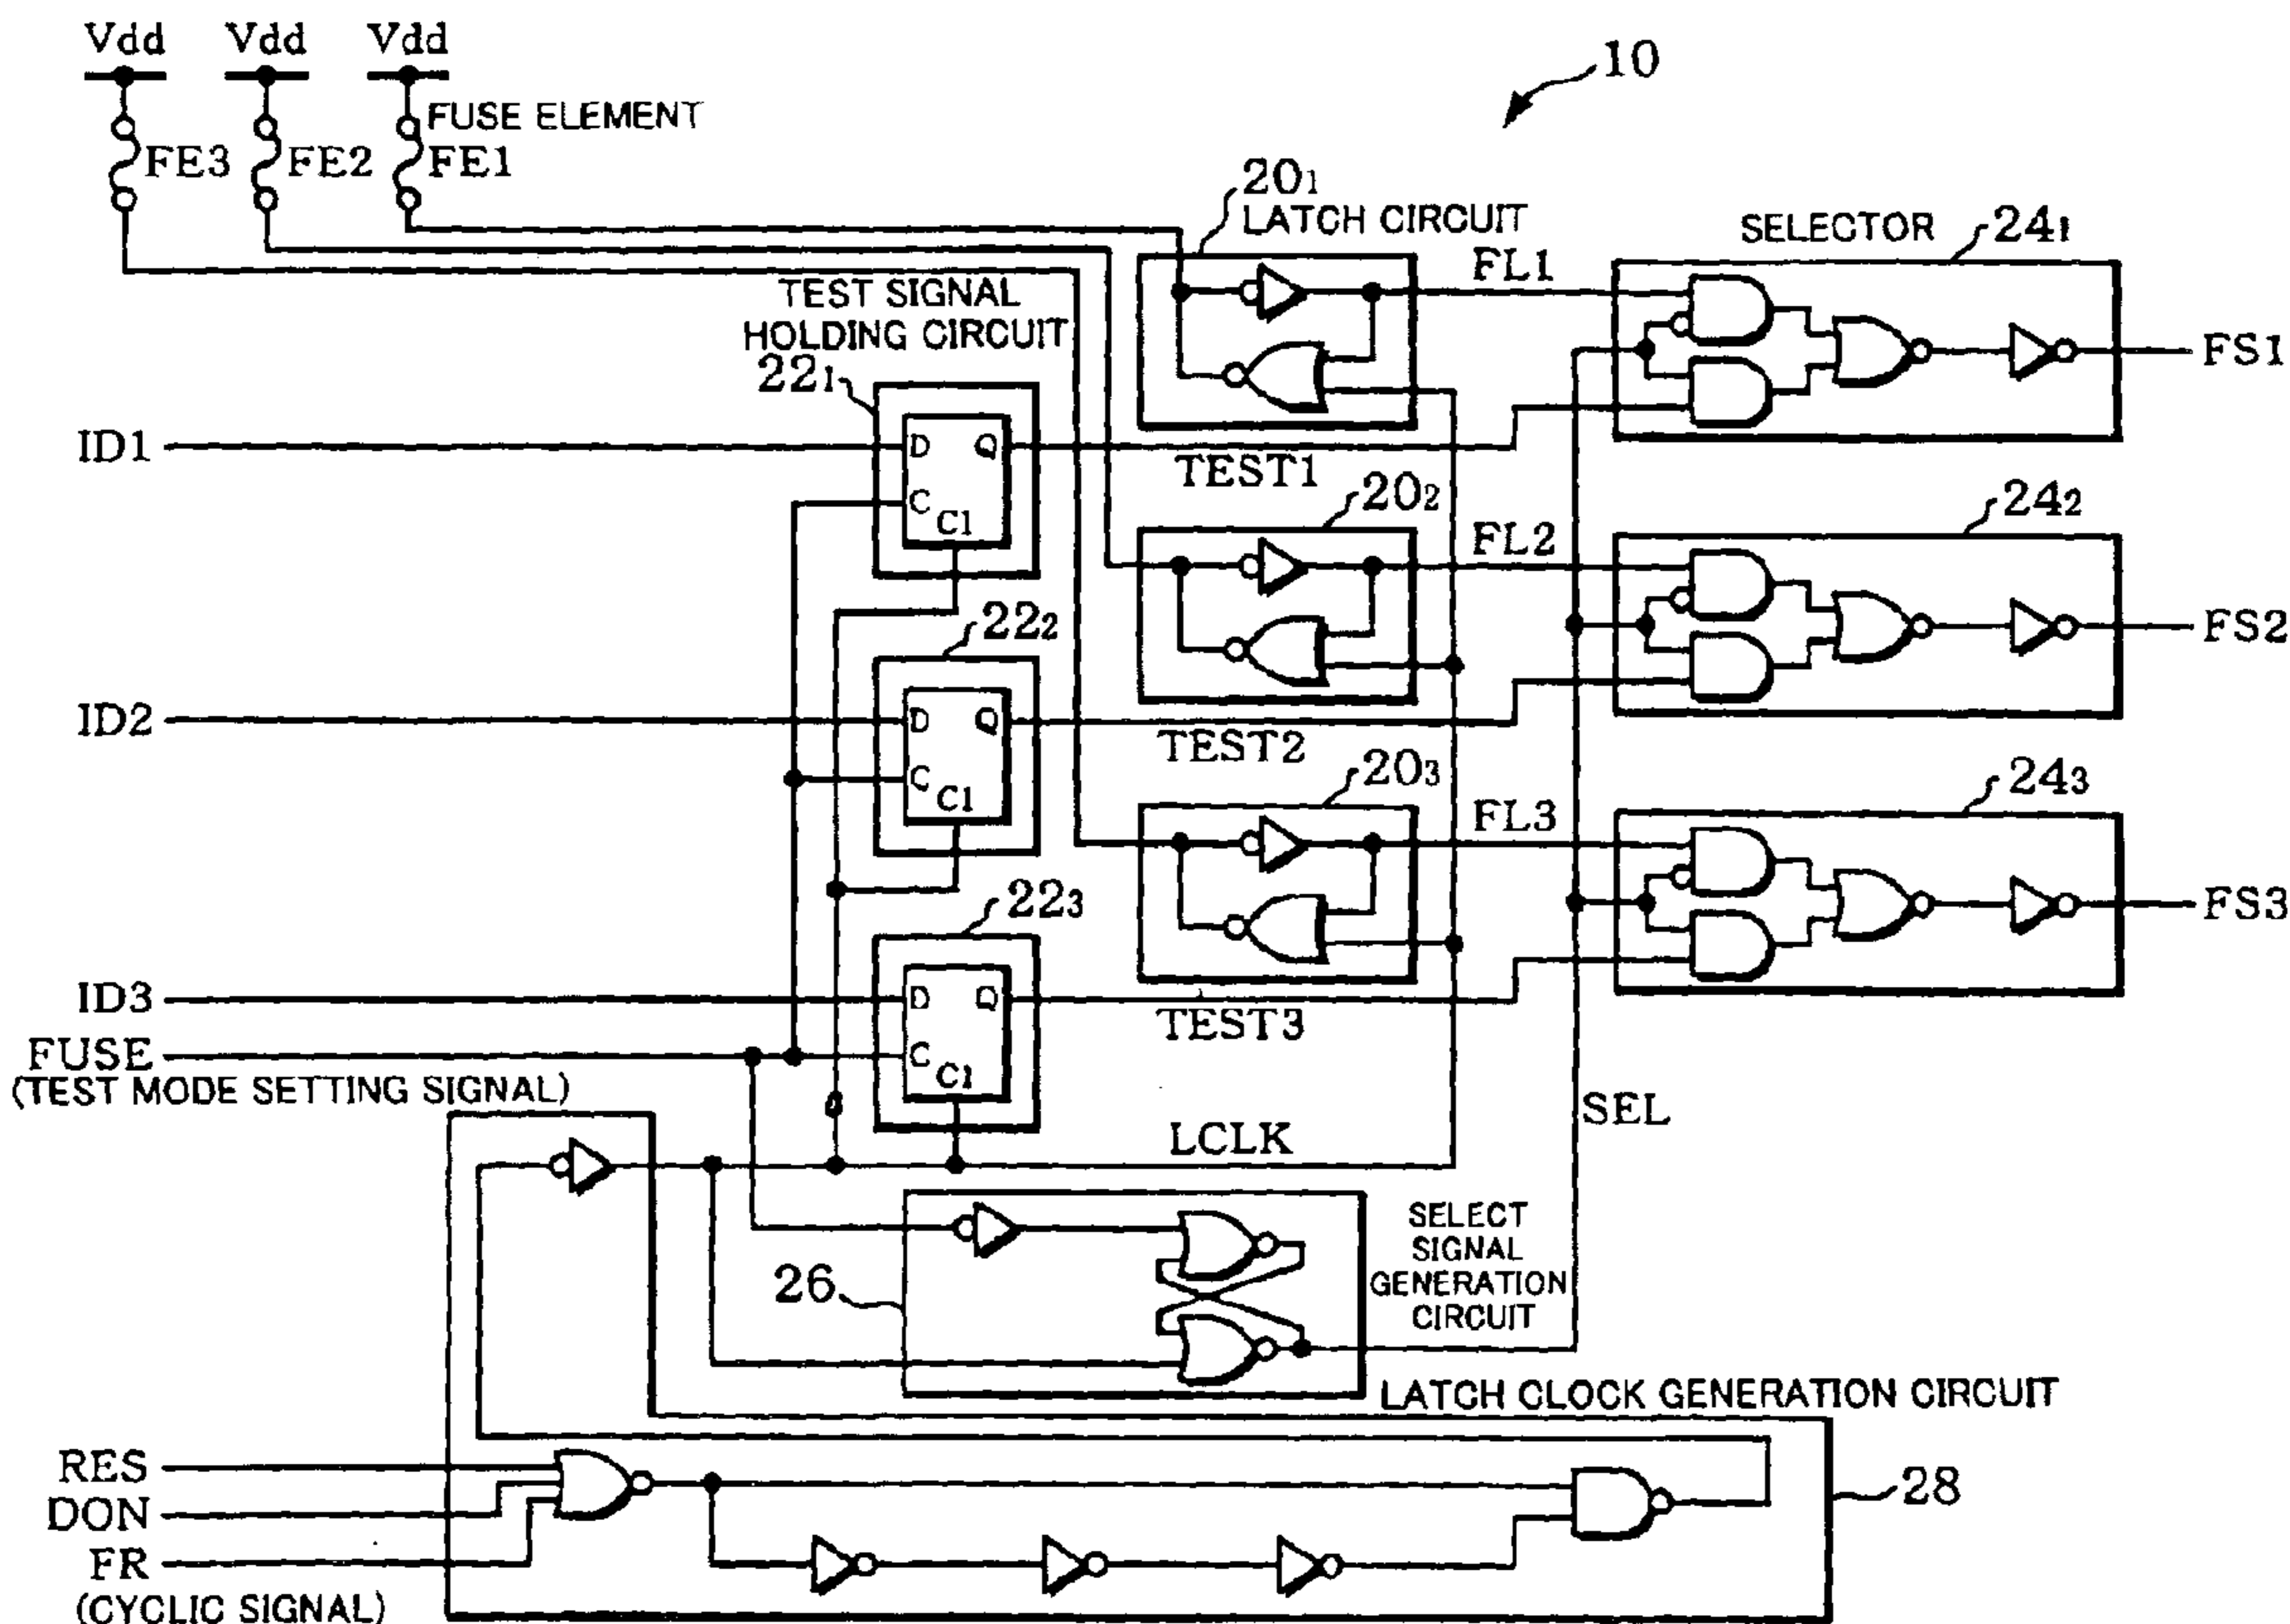 Vdd Vdd Vdd
10
FUSE ELEMENT
FE3 FE2 FE1
20₁
LATCH CIRCUIT
SELECTOR
24₁
FL1
TEST SIGNAL
HOLDING CIRCUIT
22₁
FS1
ID1
D Q
C
C1
TEST1
20₂
24₂
FL2
22₂
FS2
ID2
D Q
C
C1
TEST2
20₃
24₃
FL3
22₃
FS3
ID3
D Q
C
C1
TEST3
FUSE
(TEST MODE SETTING SIGNAL)
SEL
LCLK
26
SELECT
SIGNAL
GENERATION
CIRCUIT
LATCH CLOCK GENERATION CIRCUIT
RES
DON
FR
(CYCLIC SIGNAL)
28